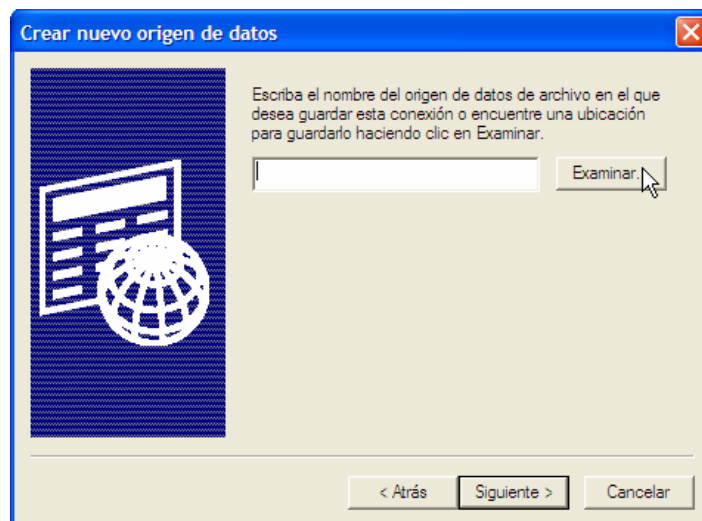 Crear nuevo origen de datos
Escriba el nombre del origen de datos de archivo en el que
desea guardar esta conexión o encuentre una ubicación
para guardarlo haciendo clic en Examinar.
Examinar.
< Atrás
Siguiente >
Cancelar